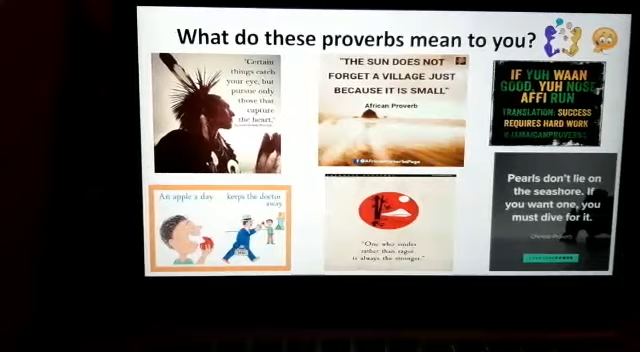 What do these proverbs mean to you?
"Certain
things catch
your eye, but
pursue only
those that
capture
the heart."
"THE SUN DOES NOT
FORGET A VILLAGE JUST
BECAUSE IT IS SMALL"
African Proverb
IF YUH WAAN
GOOD, YUH NOSE
AFFI RUN
TRANSLATION: SUCCESS
REQUIRES HARD WORK
#JAMAICANPROVERBS
An apple a day keeps the doctor
away
"One who smiles
rather than rages
is always the stronger."
Pearls don't lie on
the seashore. If
you want one, you
must dive for it.
Chinese Proverb